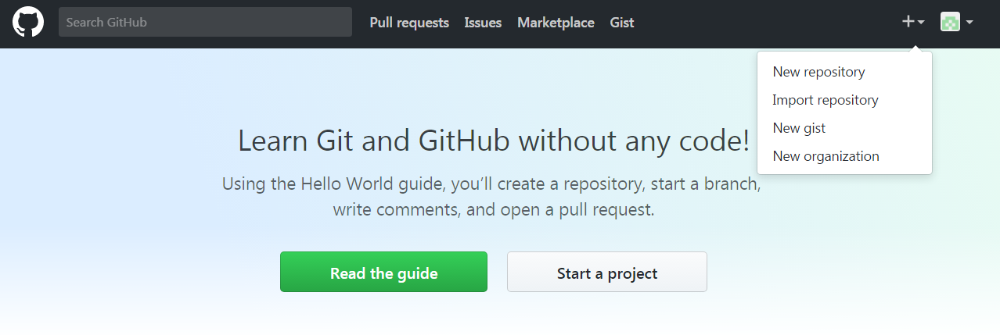 Search GitHub
Pull requests
Issues
Marketplace
Gist
New repository
Import repository
New gist
New organization
Learn Git and GitHub without any code!
Using the Hello World guide, you’ll create a repository, start a branch,
write comments, and open a pull request.
Read the guide
Start a project